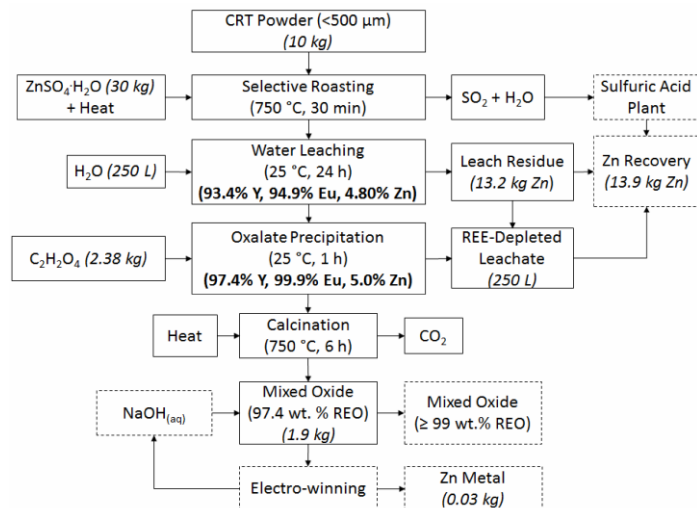 CRT Powder (<500 µm)
(10 kg)
ZnSO₄·H₂O (30 kg)
+ Heat
Selective Roasting
(750 °C, 30 min)
SO₂ + H₂O
Sulfuric Acid
Plant
H₂O (250 L)
Water Leaching
(25 °C, 24 h)
(93.4% Y, 94.9% Eu, 4.80% Zn)
Leach Residue
(13.2 kg Zn)
Zn Recovery
(13.9 kg Zn)
C₂H₂O₄ (2.38 kg)
Oxalate Precipitation
(25 °C, 1 h)
(97.4% Y, 99.9% Eu, 5.0% Zn)
REE-Depleted
Leachate
(250 L)
Heat
Calcination
(750 °C, 6 h)
CO₂
NaOH₍aq₎
Mixed Oxide
(97.4 wt. % REO)
(1.9 kg)
Mixed Oxide
(≥ 99 wt.% REO)
Electro-winning
Zn Metal
(0.03 kg)